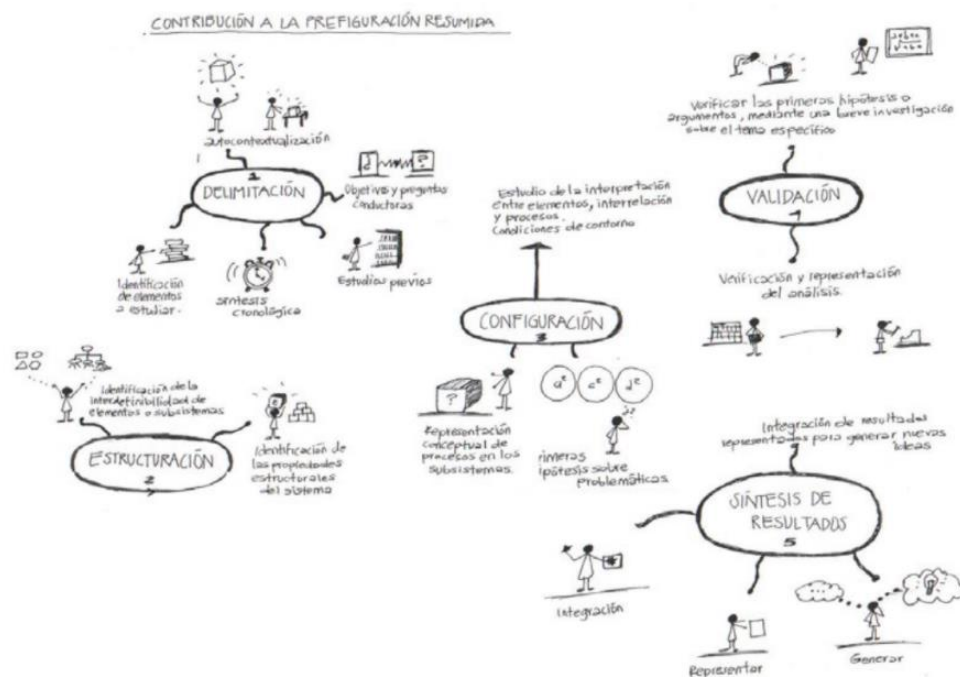 CONTRIBUCIÓN A LA PREFIGURACIÓN RESUMIDA
autocontextualización
1
DELIMITACIÓN
Objetivos y preguntas
conductoras
Identificación
de elementos
a estudiar.
síntesis
cronológica
Estudios previos
Identificación de la
interdefinibilidad de
elementos o subsistemas
ESTRUCTURACIÓN
2
Identificación de
las propiedades
estructurales
del sistema
Estudio de la interpretación
entre elementos, interrelación
y procesos.
Condiciones de contorno
CONFIGURACIÓN
3
?
Representación
conceptual de
procesos en los
subsistemas.
a² c² d²
??
rimeras
ipótesis sobre
problemáticas.
Verificar las primeras hipótesis o
argumentos, mediante una breve investigación
sobre el tema específico
VALIDACIÓN
Verificación y representación
del análisis.
Integración de resultados
representados para generar nuevas
ideas
SÍNTESIS DE
RESULTADOS
5
Integración
Representar
Generar